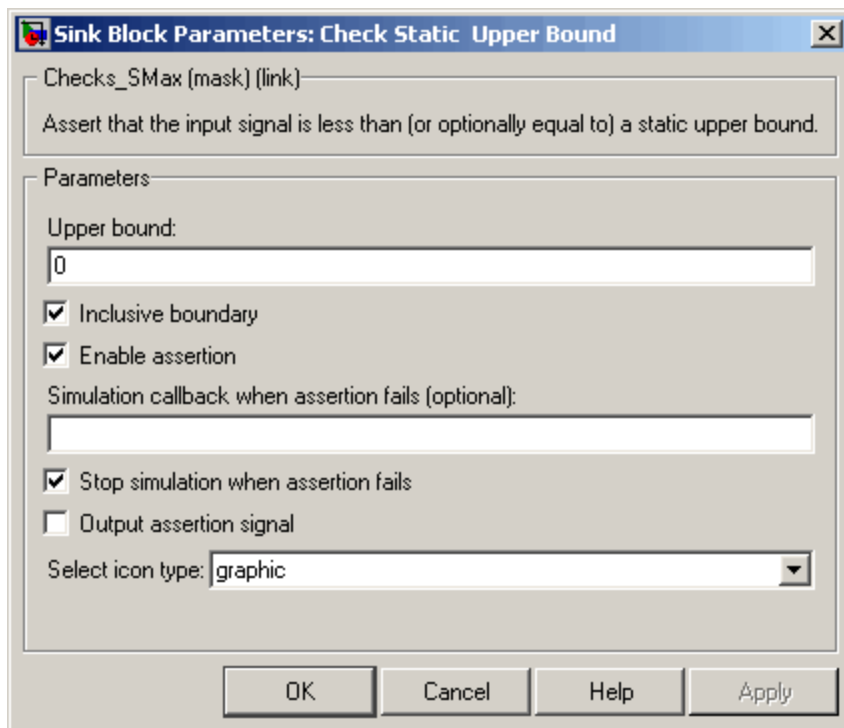 Sink Block Parameters: Check Static  Upper Bound
Checks_SMax (mask) (link)
Assert that the input signal is less than (or optionally equal to) a static upper bound.
Parameters
Upper bound:
0
Inclusive boundary
Enable assertion
Simulation callback when assertion fails (optional):
Stop simulation when assertion fails
Output assertion signal
Select icon type: graphic
OK Cancel Help Apply